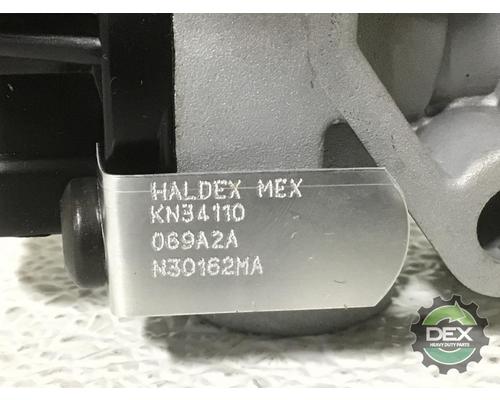 HALDEX MEX
KN34110
069A2A
N30162MA
DEX
HEAVY DUTY PARTS